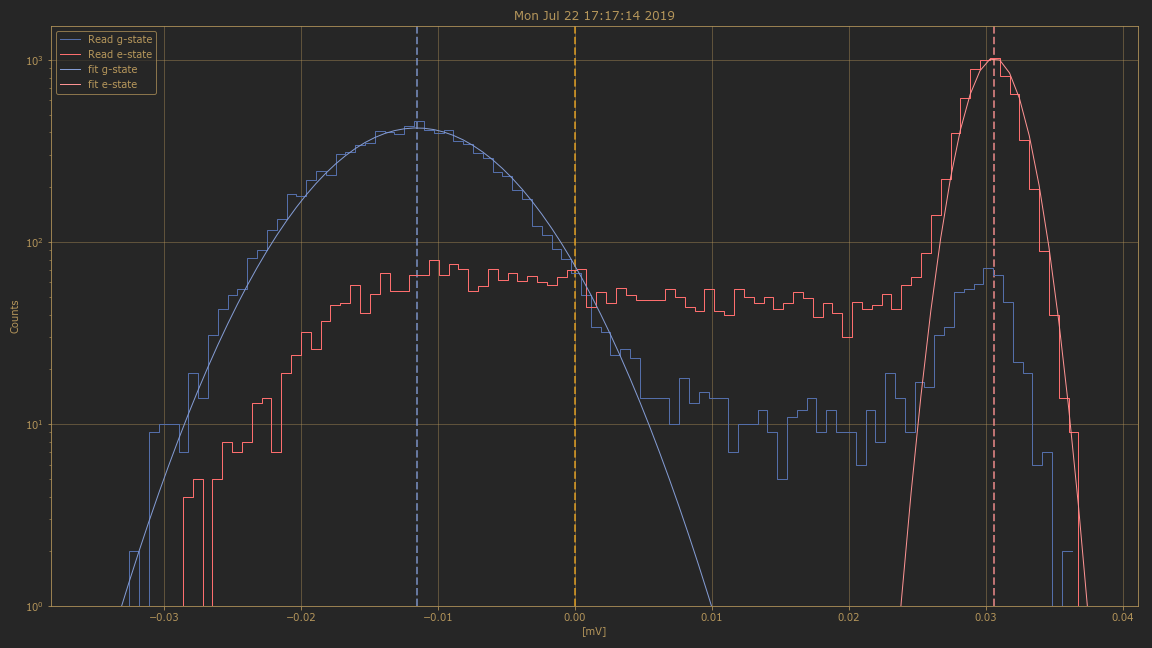 Mon Jul 22 17:17:14 2019
Read g-state
Read e-state
fit g-state
fit e-state
Counts
10³
10²
10¹
10⁰
−0.03
−0.02
−0.01
0.00
0.01
0.02
0.03
0.04
[mV]